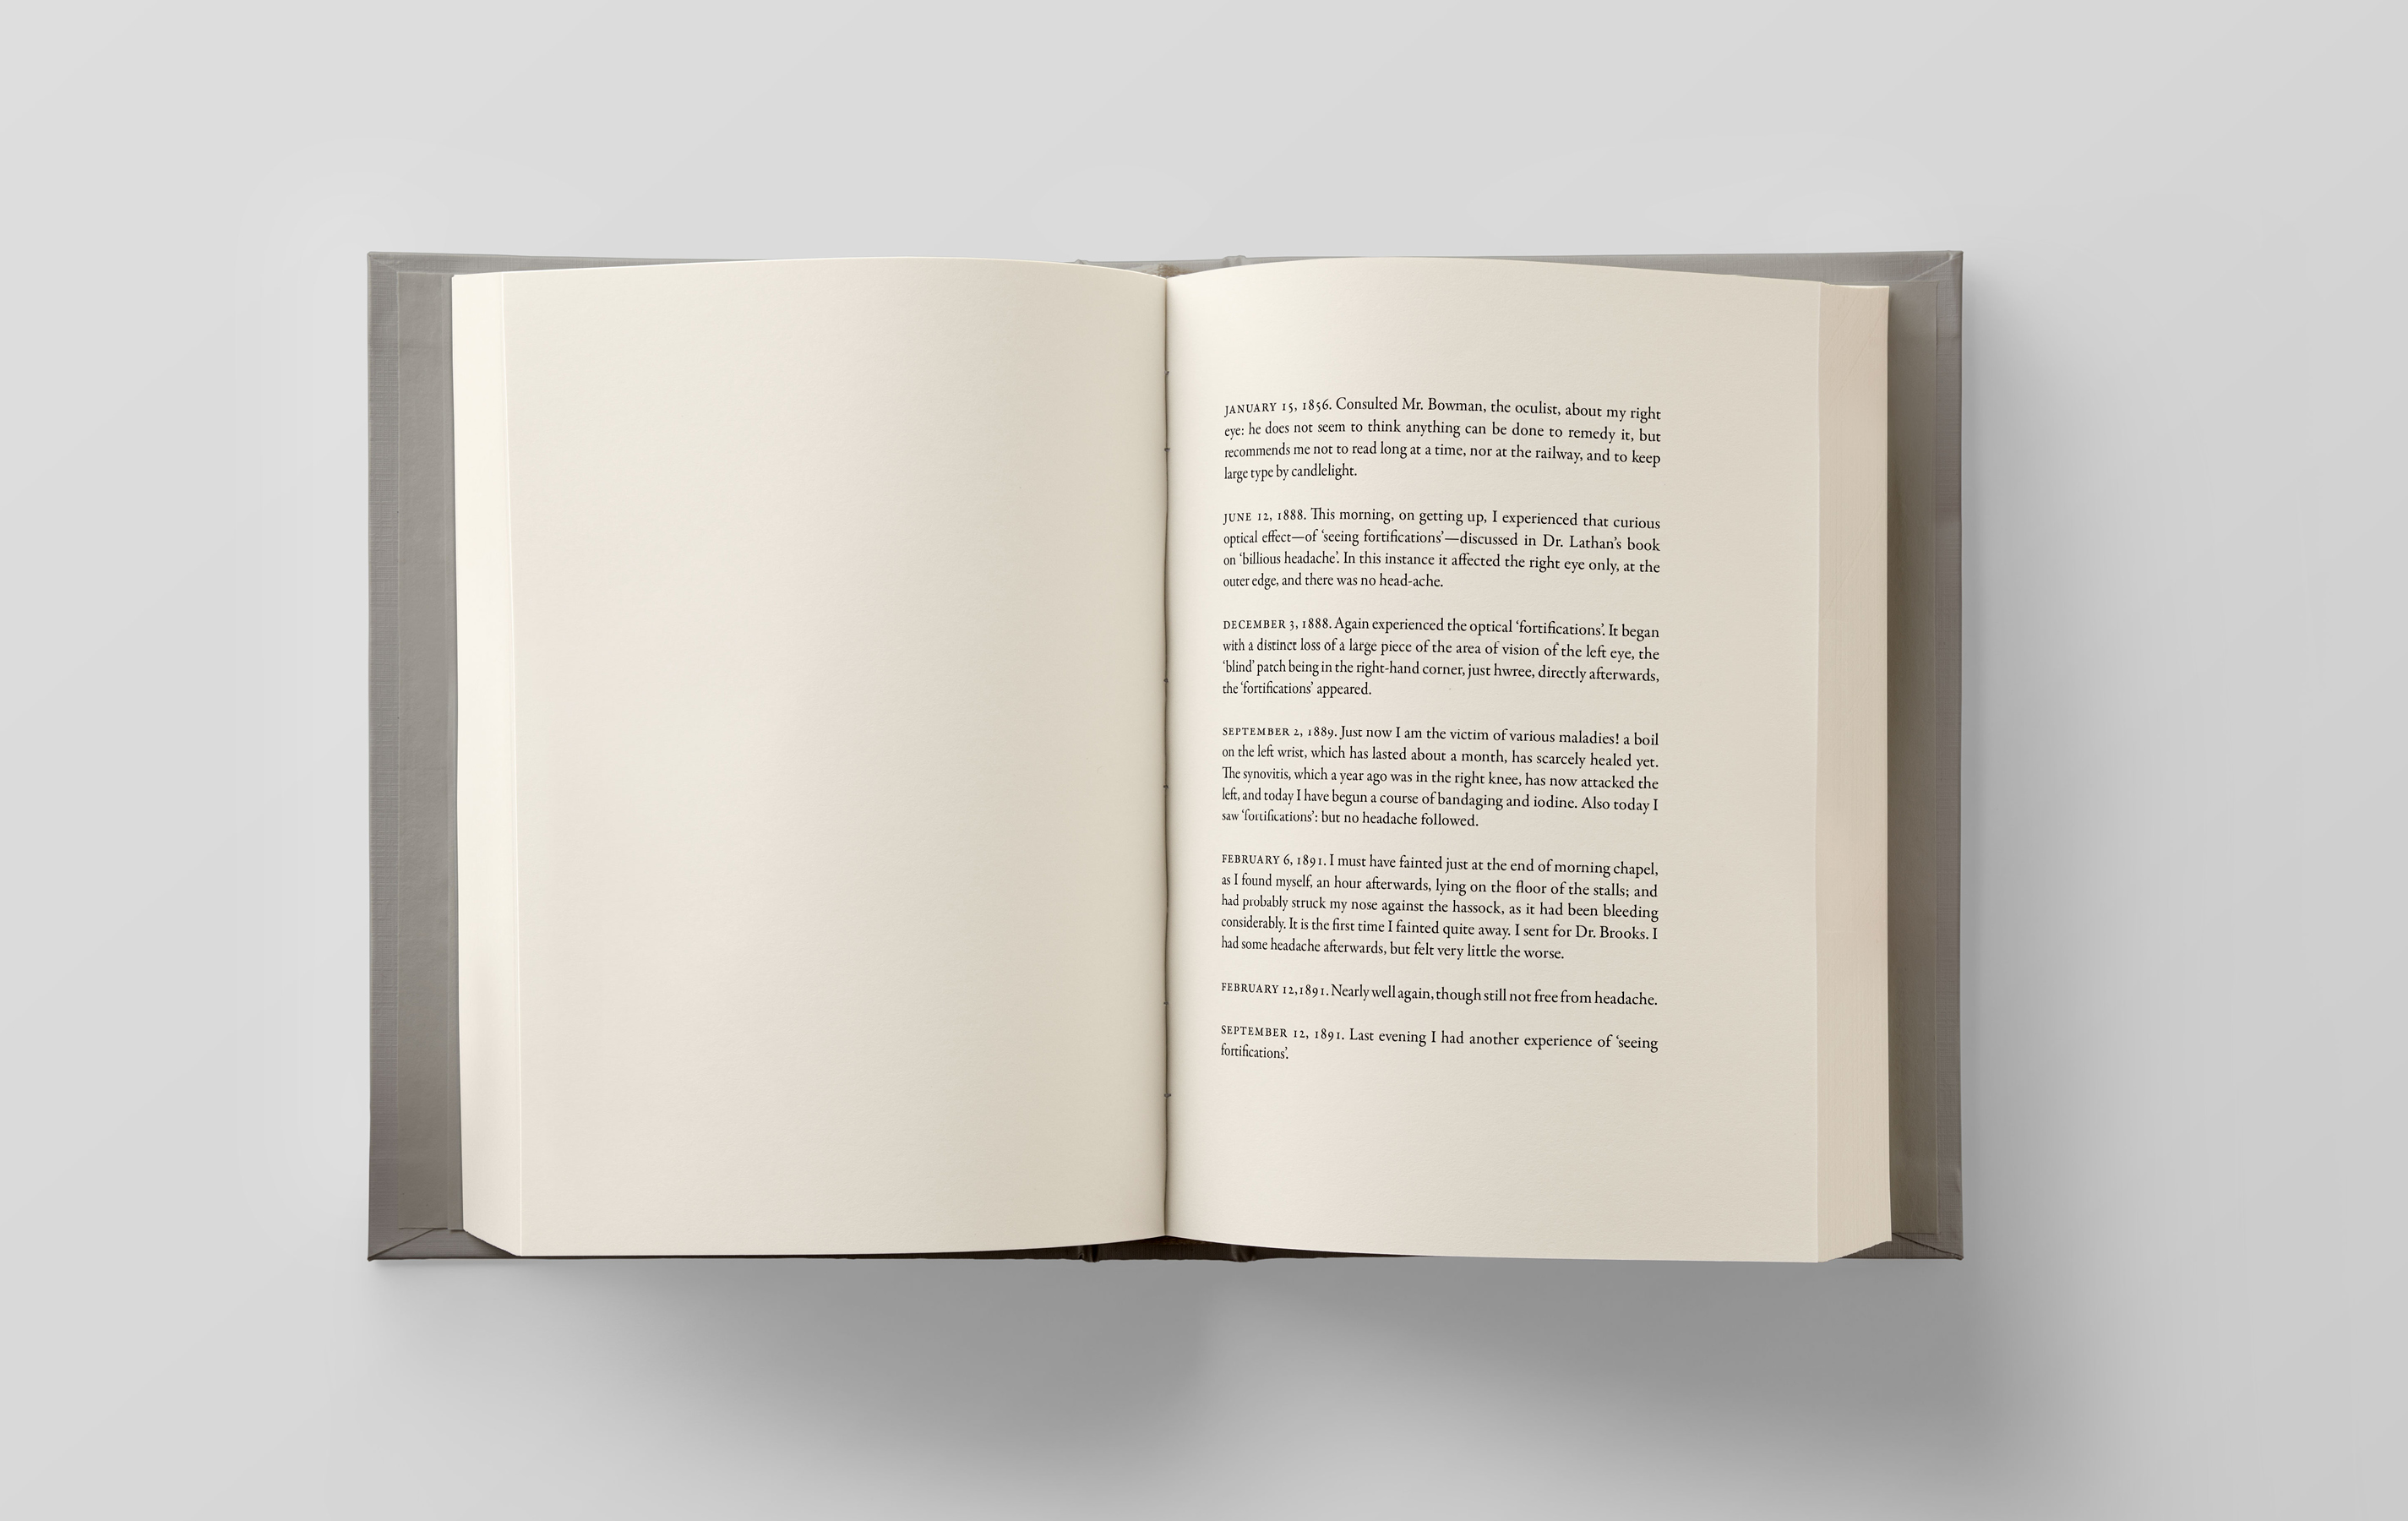 JANUARY 15, 1856. Consulted Mr. Bowman, the oculist, about my right
eye: he does not seem to think anything can be done to remedy it, but
recommends me not to read long at a time, nor at the railway, and to keep
large type by candlelight.
JUNE 12, 1888. This morning, on getting up, I experienced that curious
optical effect—of ‘seeing fortifications’—discussed in Dr. Lathan’s book
on ‘billious headache’. In this instance it affected the right eye only, at the
outer edge, and there was no head-ache.
DECEMBER 3, 1888. Again experienced the optical ‘fortifications’. It began
with a distinct loss of a large piece of the area of vision of the left eye, the
‘blind’ patch being in the right-hand corner, just hwree, directly afterwards,
the ‘fortifications’ appeared.
SEPTEMBER 2, 1889. Just now I am the victim of various maladies! a boil
on the left wrist, which has lasted about a month, has scarcely healed yet.
The synovitis, which a year ago was in the right knee, has now attacked the
left, and today I have begun a course of bandaging and iodine. Also today I
saw ‘fortifications’: but no headache followed.
FEBRUARY 6, 1891. I must have fainted just at the end of morning chapel,
as I found myself, an hour afterwards, lying on the floor of the stalls; and
had probably struck my nose against the hassock, as it had been bleeding
considerably. It is the first time I fainted quite away. I sent for Dr. Brooks. I
had some headache afterwards, but felt very little the worse.
FEBRUARY 12,1891. Nearly well again, though still not free from headache.
SEPTEMBER 12, 1891. Last evening I had another experience of ‘seeing
fortifications’.